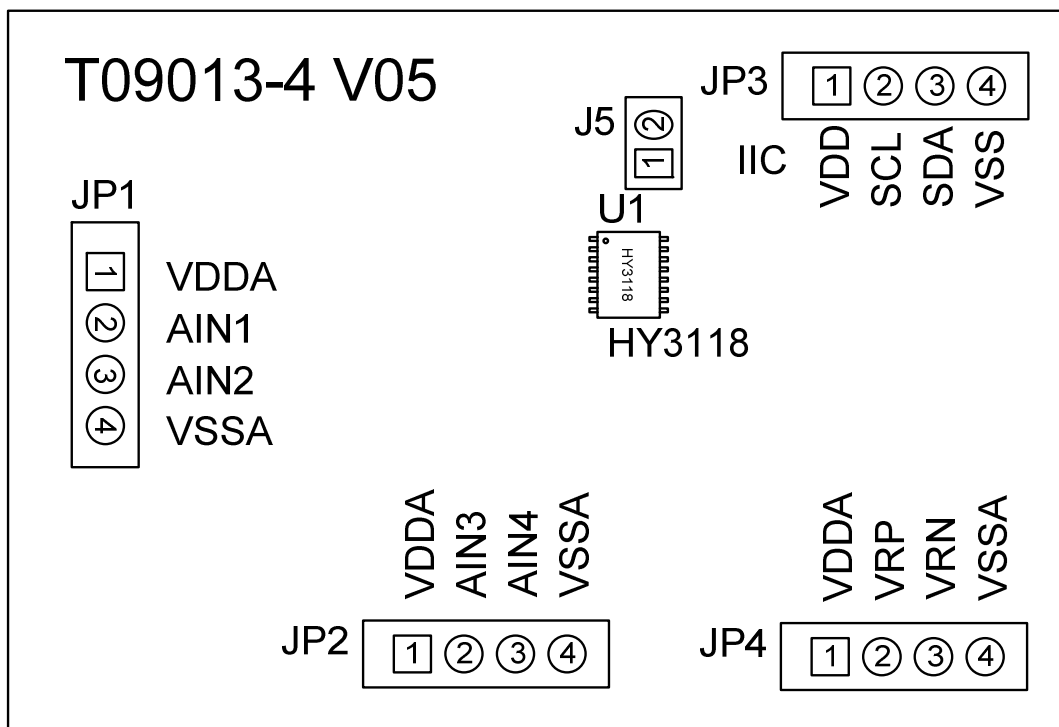 T09013-4 V05
JP3
1 2 3 4
IIC
VDD
SCL
SDA
VSS
J5
2
1
U1
HY3118
HY3118
JP1
1 VDDA
2 AIN1
3 AIN2
4 VSSA
VDDA
AIN3
AIN4
VSSA
JP2
1 2 3 4
VDDA
VRP
VRN
VSSA
JP4
1 2 3 4